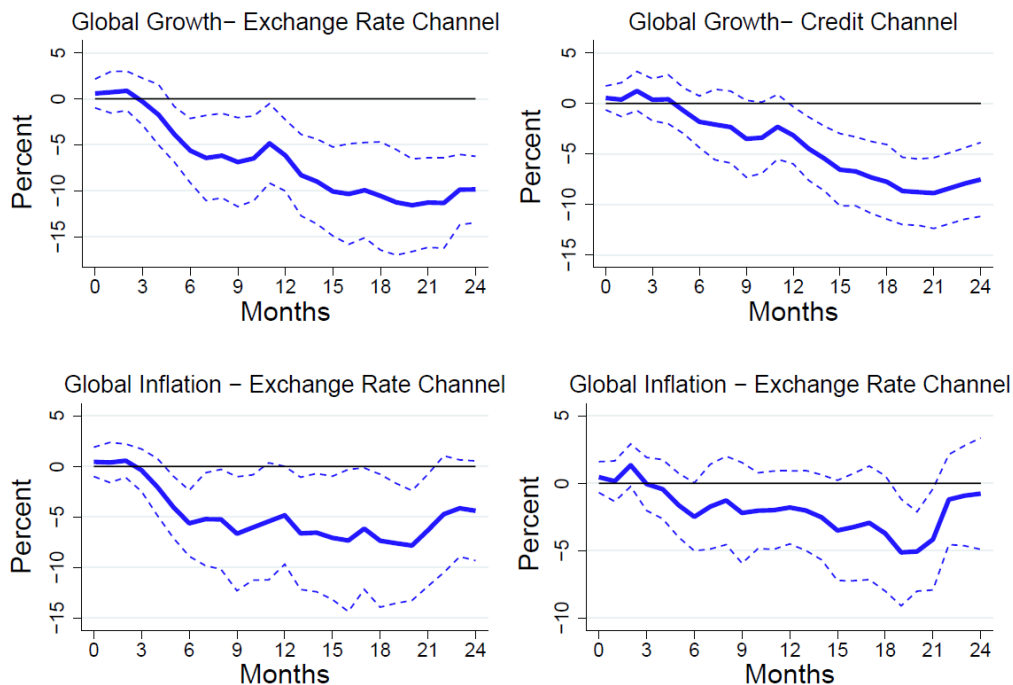 Global Growth– Exchange Rate Channel
Percent
5
0
−5
−10
−15
0 3 6 9 12 15 18 21 24
Months
Global Growth– Credit Channel
Percent
5
0
−5
−10
−15
0 3 6 9 12 15 18 21 24
Months
Global Inflation – Exchange Rate Channel
Percent
5
0
−5
−10
−15
0 3 6 9 12 15 18 21 24
Months
Global Inflation – Exchange Rate Channel
Percent
5
0
−5
−10
0 3 6 9 12 15 18 21 24
Months